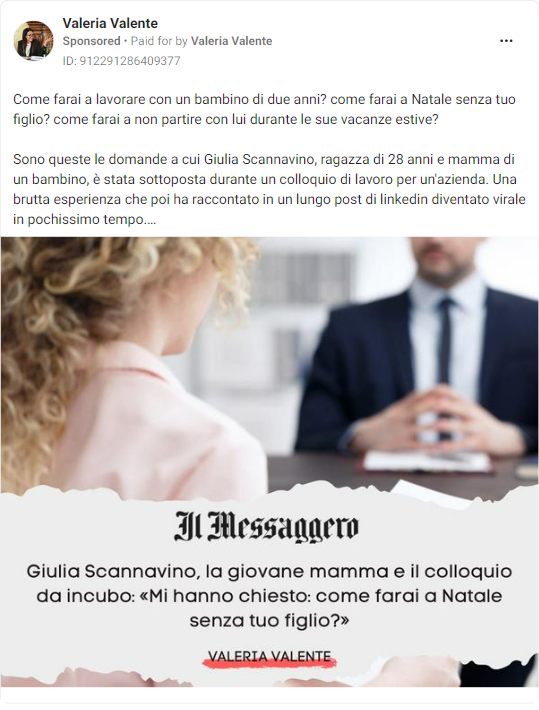 Valeria Valente
Sponsored • Paid for by Valeria Valente
ID: 912291286409377
Come farai a lavorare con un bambino di due anni? come farai a Natale senza tuo
figlio? come farai a non partire con lui durante le sue vacanze estive?
Sono queste le domande a cui Giulia Scannavino, ragazza di 28 anni e mamma di
un bambino, è stata sottoposta durante un colloquio di lavoro per un'azienda. Una
brutta esperienza che poi ha raccontato in un lungo post di linkedin diventato virale
in pochissimo tempo....
Il Messaggero
Giulia Scannavino, la giovane mamma e il colloquio
da incubo: «Mi hanno chiesto: come farai a Natale
senza tuo figlio?»
VALERIA VALENTE